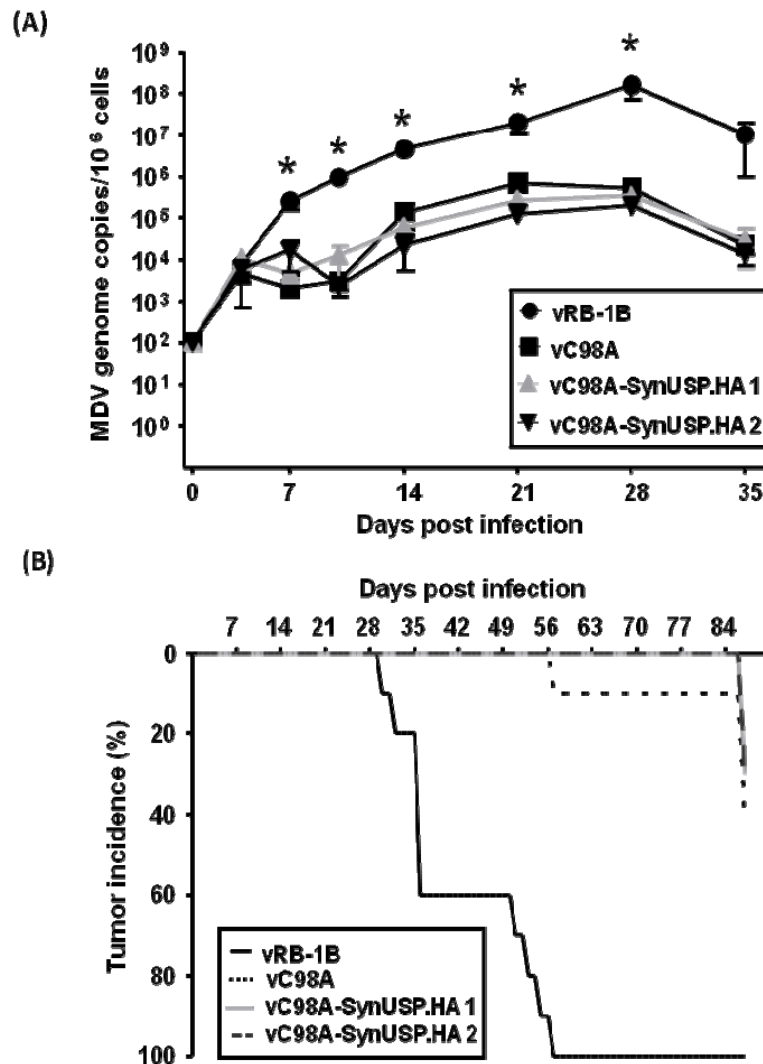 (A)
* * * * *
10⁹
10⁸
10⁷
10⁶
10⁵
10⁴
10³
10²
10¹
10⁰
MDV genome copies/10⁶ cells
vRB-1B
vC98A
vC98A-SynUSP.HA 1
vC98A-SynUSP.HA 2
0 7 14 21 28 35
Days post infection
(B)
Days post infection
7 14 21 28 35 42 49 56 63 70 77 84
0
20
40
60
80
100
Tumor incidence (%)
vRB-1B
vC98A
vC98A-SynUSP.HA 1
vC98A-SynUSP.HA 2